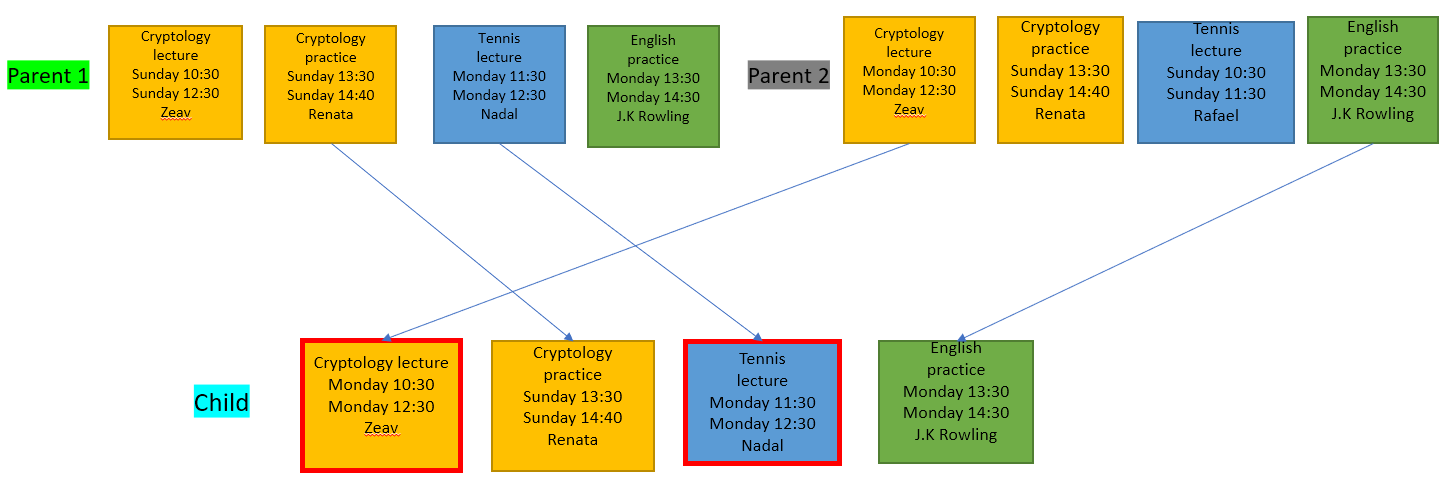 Parent 1
Cryptology
lecture
Sunday 10:30
Sunday 12:30
Zeav
Cryptology
practice
Sunday 13:30
Sunday 14:40
Renata
Tennis
lecture
Monday 11:30
Monday 12:30
Nadal
English
practice
Monday 13:30
Monday 14:30
J.K Rowling
Parent 2
Cryptology
lecture
Monday 10:30
Monday 12:30
Zeav
Cryptology
practice
Sunday 13:30
Sunday 14:40
Renata
Tennis
lecture
Sunday 10:30
Sunday 11:30
Rafael
English
practice
Monday 13:30
Monday 14:30
J.K Rowling
Child
Cryptology lecture
Monday 10:30
Monday 12:30
Zeav
Cryptology
practice
Sunday 13:30
Sunday 14:40
Renata
Tennis
lecture
Monday 11:30
Monday 12:30
Nadal
English
practice
Monday 13:30
Monday 14:30
J.K Rowling